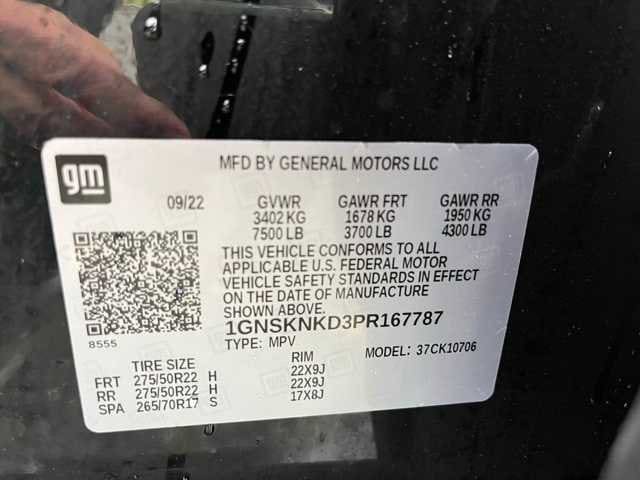 gm
MFD BY GENERAL MOTORS LLC
09/22 GVWR GAWR FRT GAWR RR
3402 KG 1678 KG 1950 KG
7500 LB 3700 LB 4300 LB
THIS VEHICLE CONFORMS TO ALL
APPLICABLE U.S. FEDERAL MOTOR
VEHICLE SAFETY STANDARDS IN EFFECT
ON THE DATE OF MANUFACTURE
SHOWN ABOVE.
8555
1GNSKNKD3PR167787
TYPE: MPV MODEL: 37CK10706
TIRE SIZE RIM
FRT 275/50R22 H 22X9J
RR 275/50R22 H 22X9J
SPA 265/70R17 S 17X8J